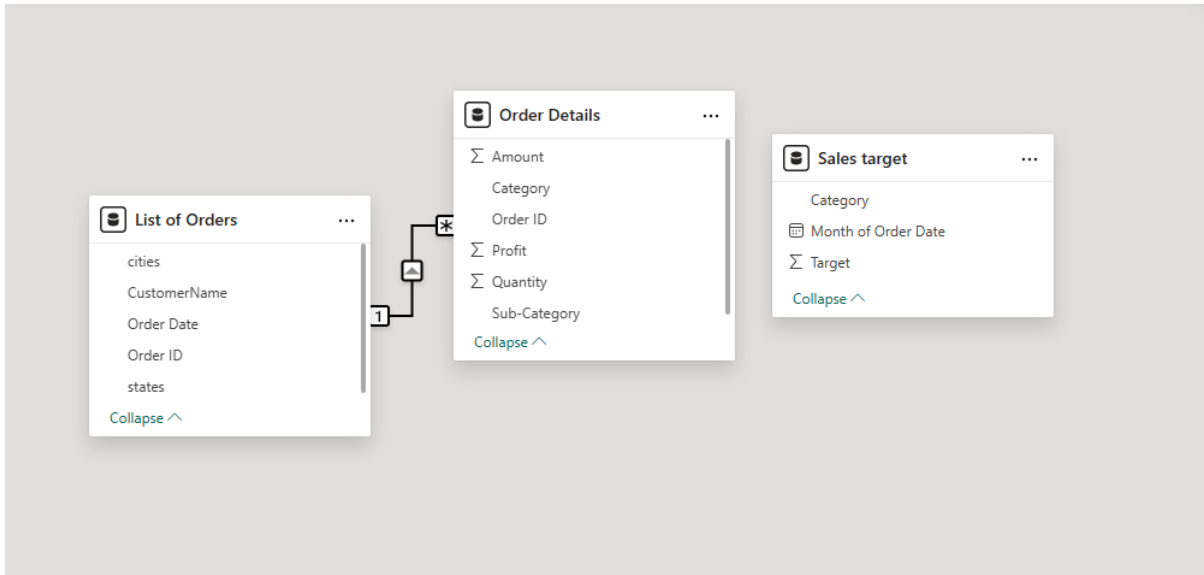 List of Orders
cities
CustomerName
Order Date
Order ID
states
Collapse
1
*
Order Details
Σ Amount
Category
Order ID
Σ Profit
Σ Quantity
Sub-Category
Collapse
Sales target
Category
Month of Order Date
Σ Target
Collapse